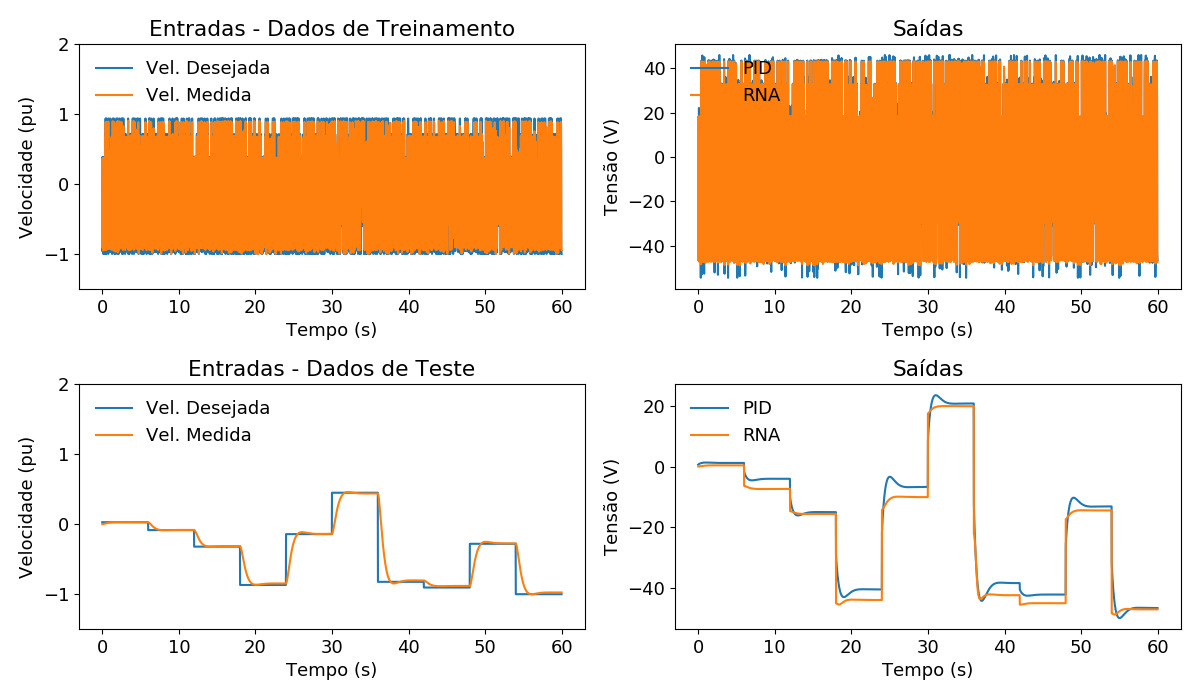 Entradas - Dados de Treinamento
2
1
0
−1
Velocidade (pu)
Vel. Desejada
Vel. Medida
0 10 20 30 40 50 60
Tempo (s)
Saídas
40
20
0
−20
−40
Tensão (V)
PID
RNA
0 10 20 30 40 50 60
Tempo (s)
Entradas - Dados de Teste
2
1
0
−1
Velocidade (pu)
Vel. Desejada
Vel. Medida
0 10 20 30 40 50 60
Tempo (s)
Saídas
20
0
−20
−40
Tensão (V)
PID
RNA
0 10 20 30 40 50 60
Tempo (s)